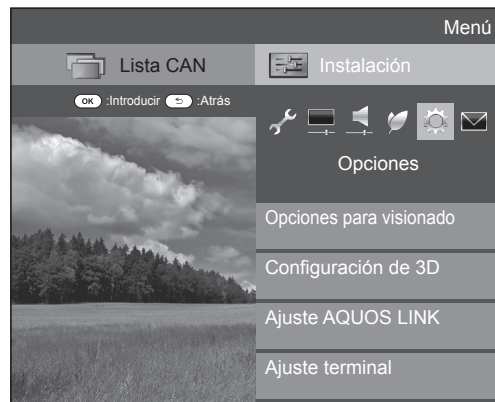 Menú
Lista CAN
Instalación
OK :Introducir :Atrás
Opciones
Opciones para visionado
Configuración de 3D
Ajuste AQUOS LINK
Ajuste terminal